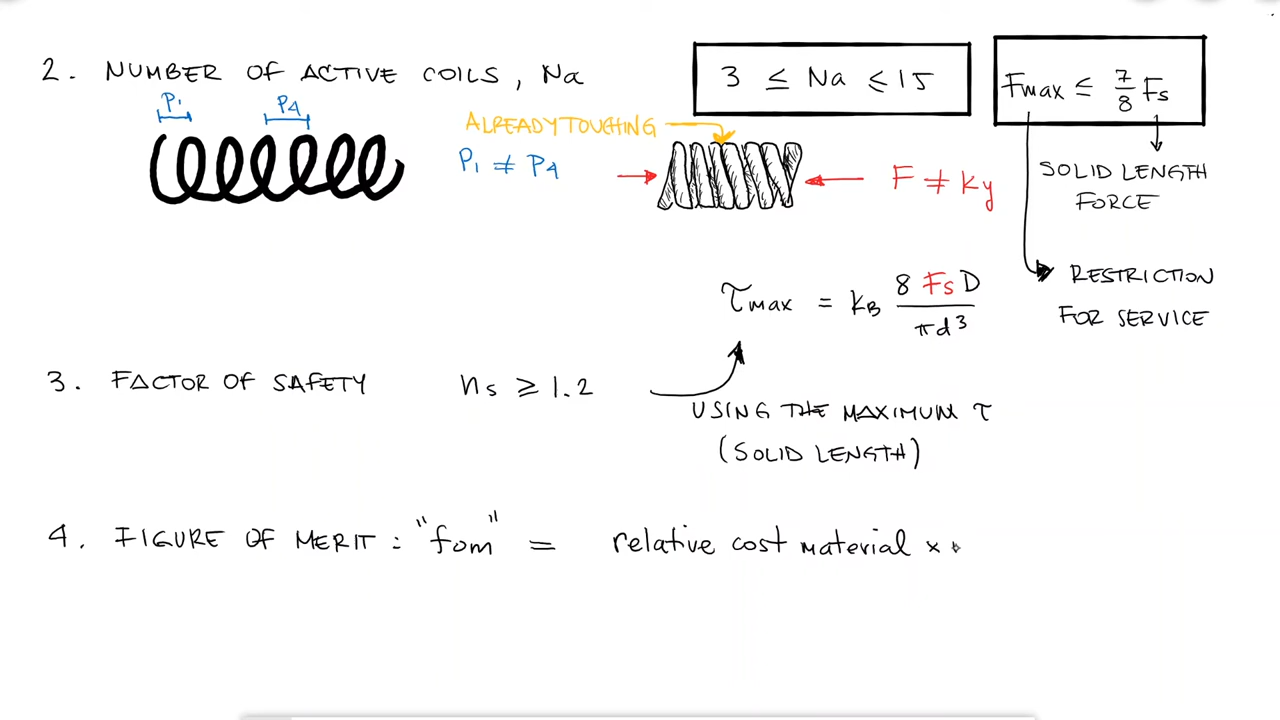 2. NUMBER OF ACTIVE COILS, Na
3 ≤ Na ≤ 15
Fmax ≤ 7/8 Fs
P1
P4
ALREADY TOUCHING
P1 ≠ P4
F ≠ ky
SOLID LENGTH
FORCE
RESTRICTION
FOR SERVICE
τmax = kB 8 Fs D / πd³
3. FACTOR OF SAFETY ns ≥ 1.2
USING THE MAXIMUM τ
(SOLID LENGTH)
4. FIGURE OF MERIT: "fom" = relative cost material ×